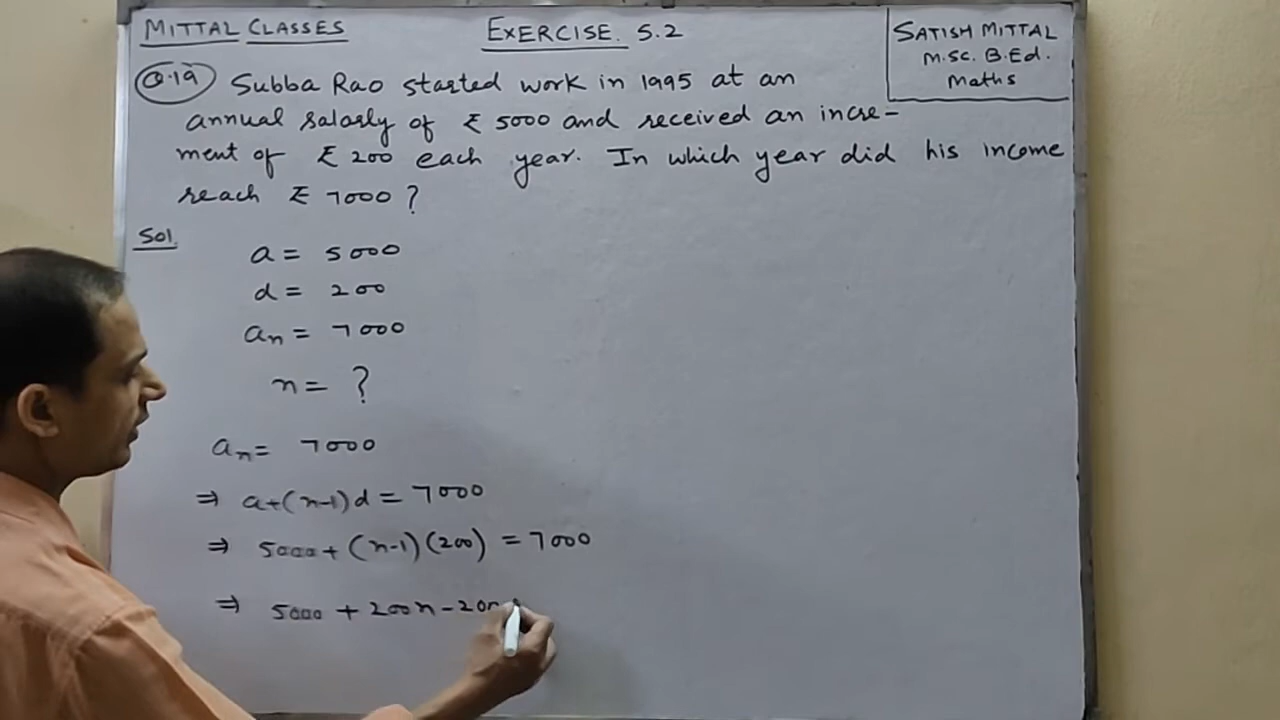 MITTAL CLASSES
EXERCISE. 5.2
SATISH MITTAL
M.Sc. B.Ed.
Maths
Q.19 Subba Rao started work in 1995 at an
annual salarly of ₹ 5000 and received an incre-
ment of ₹ 200 each year. In which year did his income
reach ₹ 7000 ?
Sol.
a = 5000
d = 200
an = 7000
n = ?
an = 7000
⇒ a+(n-1)d = 7000
⇒ 5000 + (n-1)(200) = 7000
⇒ 5000 + 200n - 200